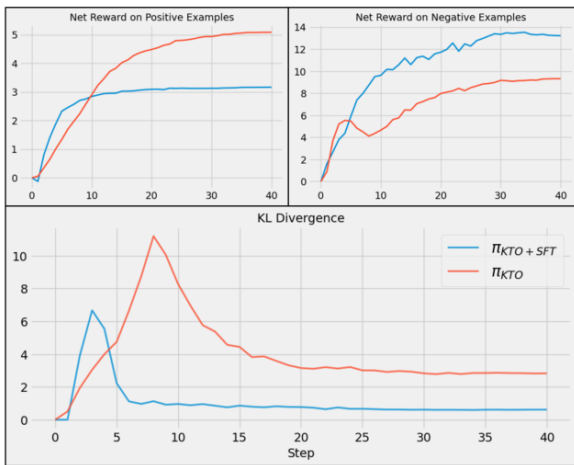 Net Reward on Positive Examples
5
4
3
2
1
0
0 10 20 30 40
Net Reward on Negative Examples
14
12
10
8
6
4
2
0
0 10 20 30 40
KL Divergence
10
8
6
4
2
0
π_KTO+SFT
π_KTO
0 5 10 15 20 25 30 35 40
Step